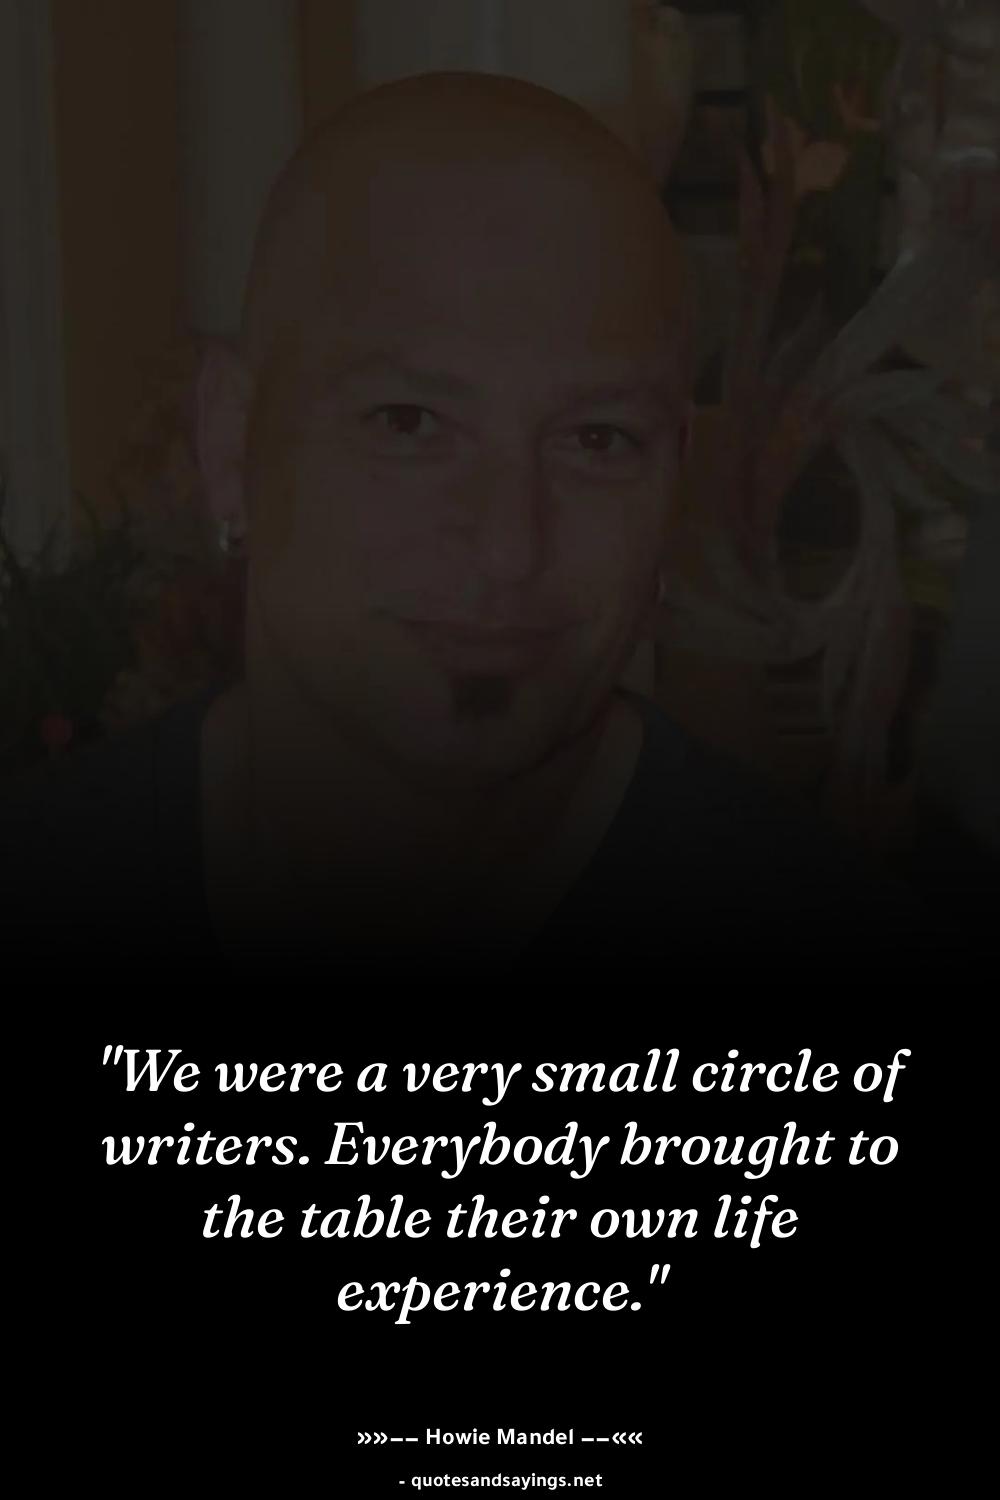 "We were a very small circle of
writers. Everybody brought to
the table their own life
experience."
»»–– Howie Mandel ––««
- quotesandsayings.net